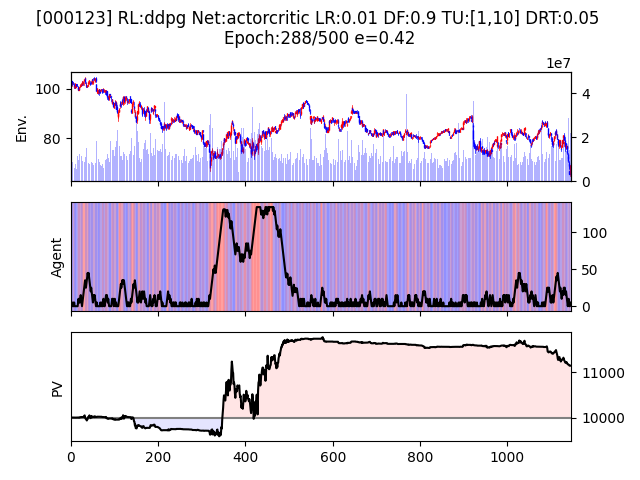 [000123] RL:ddpg Net:actorcritic LR:0.01 DF:0.9 TU:[1,10] DRT:0.05
Epoch:288/500 e=0.42
1e7
100
80
Env.
4
2
0
Agent
100
50
0
PV
11000
10000
0
200
400
600
800
1000